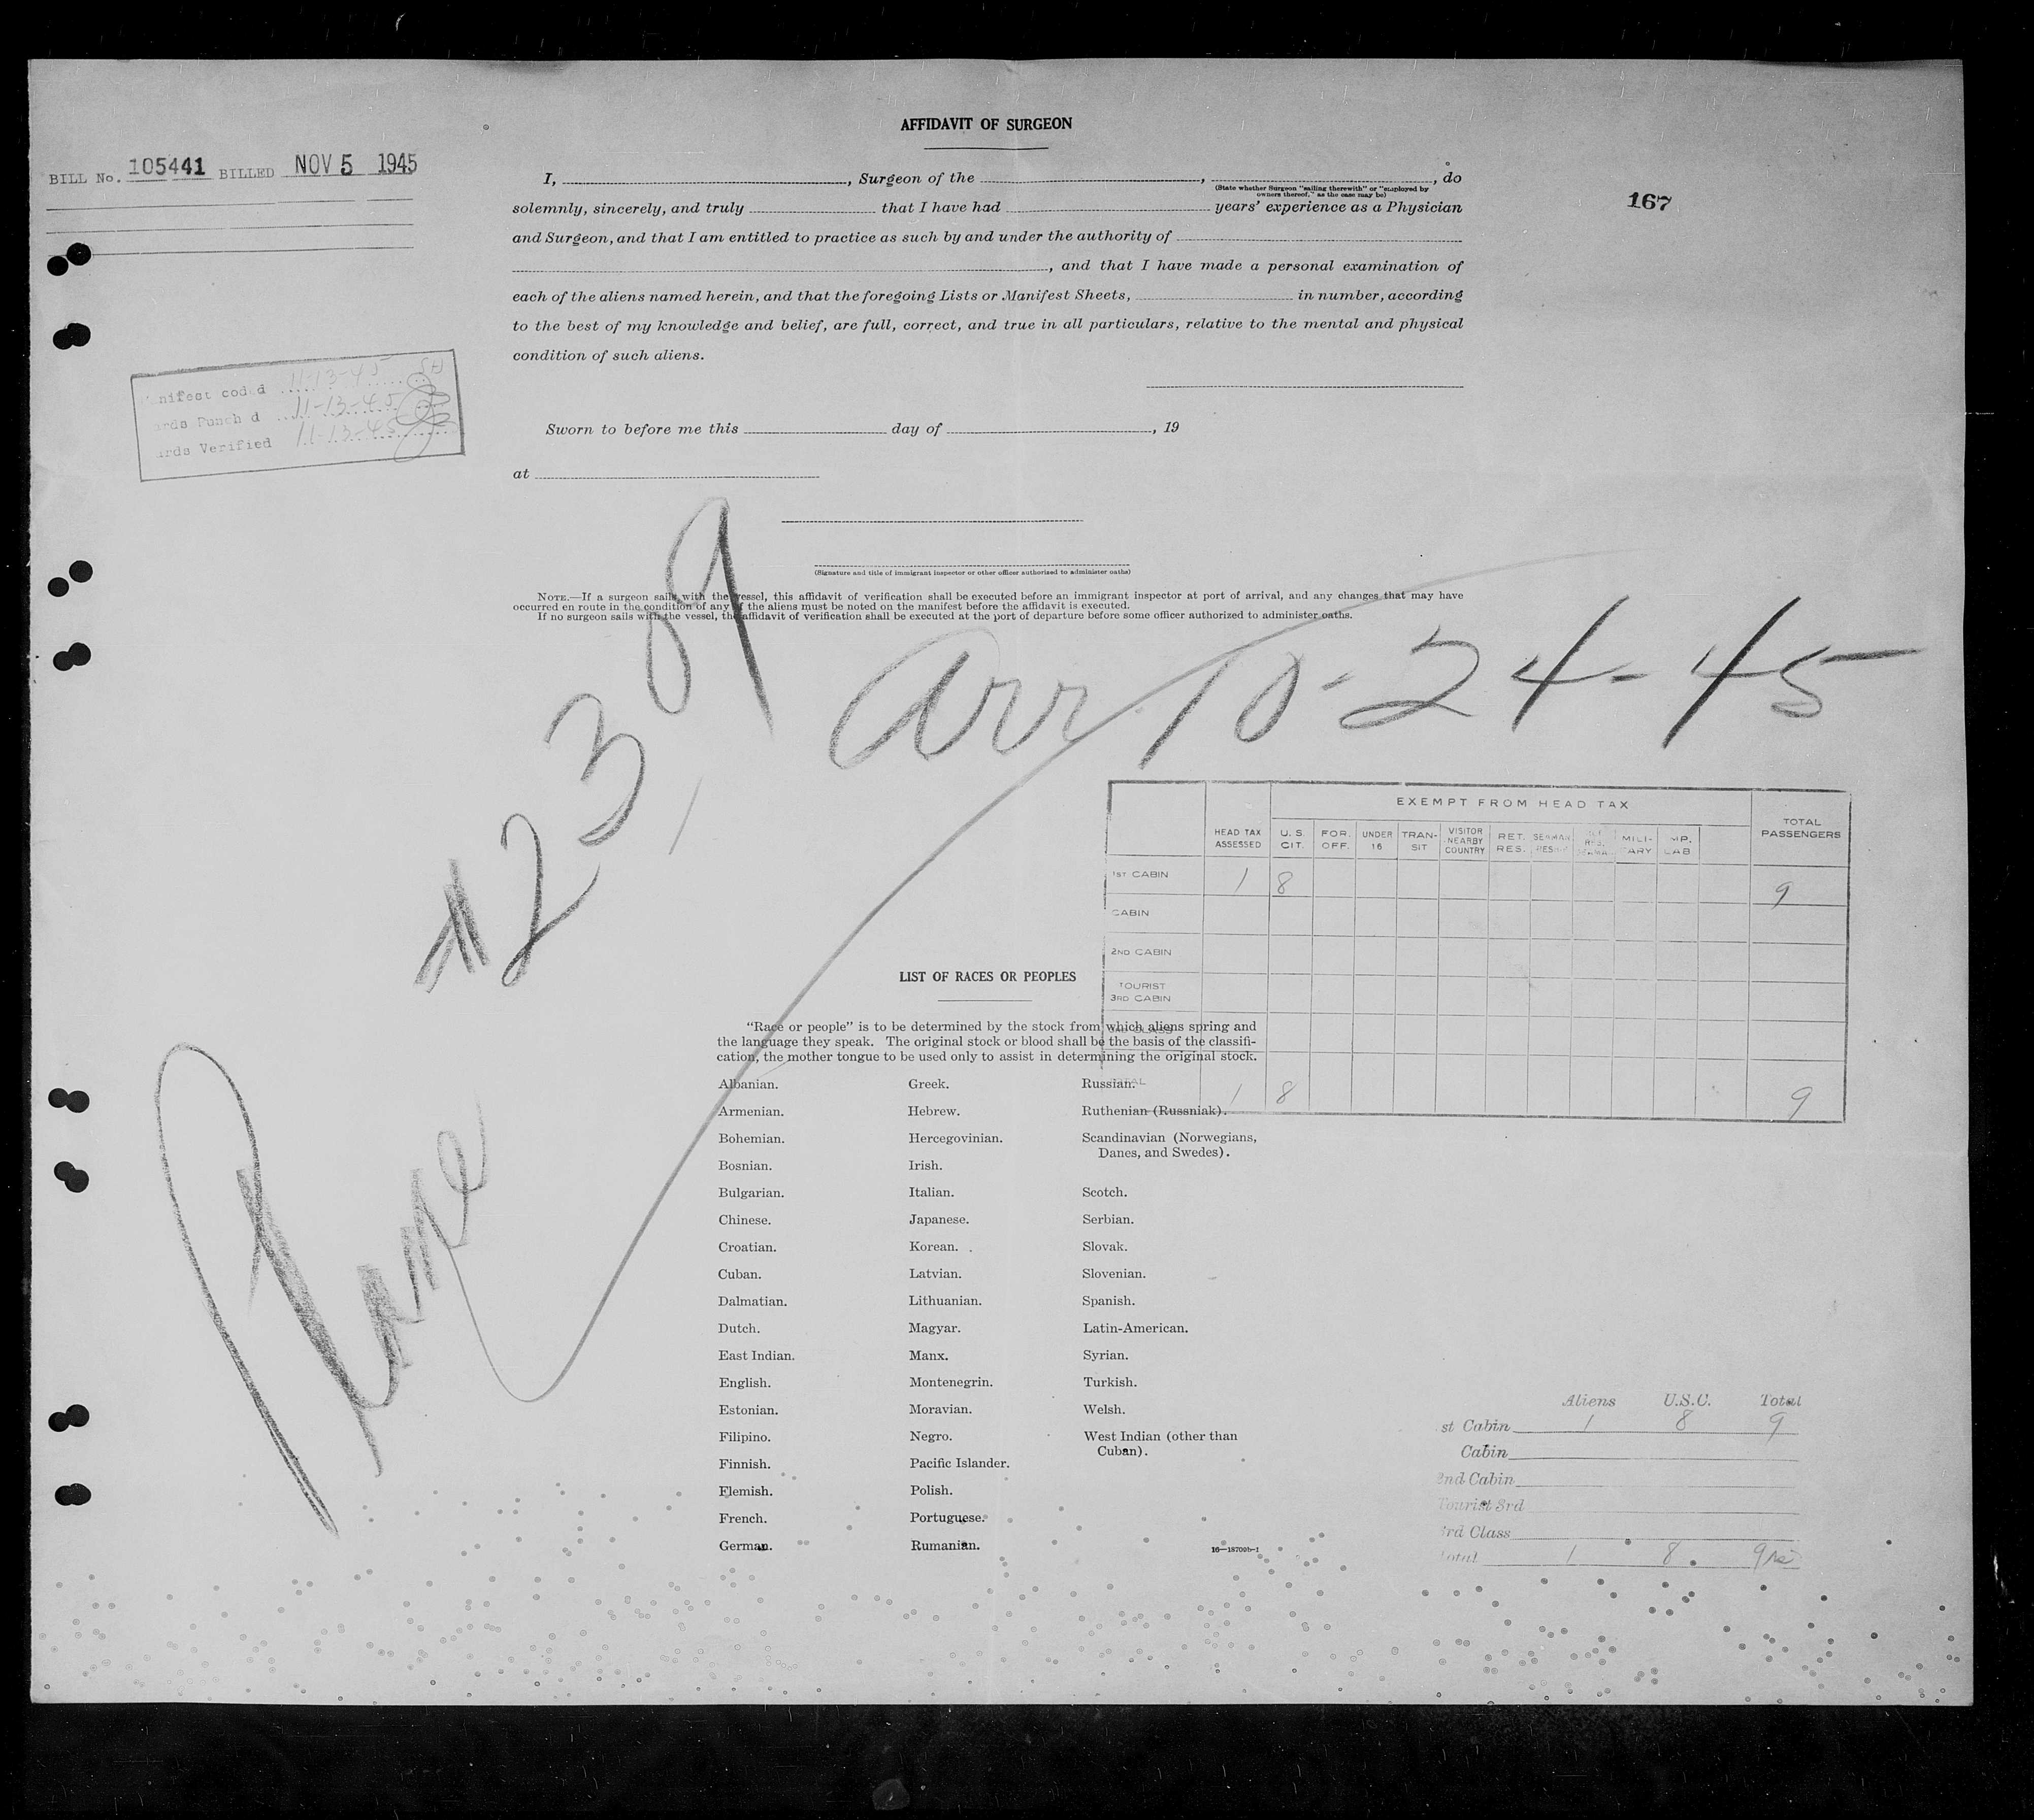 AFFIDAVIT OF SURGEON
BILL No. 105441 BILLED NOV 5 1945
167
I, , Surgeon of the , , do
(State whether Surgeon "sailing therewith" or "employed by
owners thereof," as the case may be)
solemnly, sincerely, and truly that I have had years' experience as a Physician
and Surgeon, and that I am entitled to practice as such by and under the authority of
, and that I have made a personal examination of
each of the aliens named herein, and that the foregoing Lists or Manifest Sheets, in number, according
to the best of my knowledge and belief, are full, correct, and true in all particulars, relative to the mental and physical
condition of such aliens.
nifest coded 11-13-45
ards Punch d 11-13-45
ards Verified 11-13-45
Sworn to before me this day of , 19
at
(Signature and title of immigrant inspector or other officer authorized to administer oaths)
NOTE.—If a surgeon sails with the vessel, this affidavit of verification shall be executed before an immigrant inspector at port of arrival, and any changes that may have
occurred en route in the condition of any of the aliens must be noted on the manifest before the affidavit is executed.
If no surgeon sails with the vessel, the affidavit of verification shall be executed at the port of departure before some officer authorized to administer oaths.
Plane #2309
Arr 10-24-45
EXEMPT FROM HEAD TAX
HEAD TAX ASSESSED U. S. CIT. FOR. OFF. UNDER 16 TRAN- SIT VISITOR NEARBY COUNTRY RET. RES. MILI- TARY MP. LAB TOTAL PASSENGERS
1ST CABIN 1 8 9
CABIN
2ND CABIN
TOURIST
3RD CABIN
1 8 9
LIST OF RACES OR PEOPLES
"Race or people" is to be determined by the stock from which aliens spring and
the language they speak. The original stock or blood shall be the basis of the classifi-
cation, the mother tongue to be used only to assist in determining the original stock.
Albanian.
Armenian.
Bohemian.
Bosnian.
Bulgarian.
Chinese.
Croatian.
Cuban.
Dalmatian.
Dutch.
East Indian.
English.
Estonian.
Filipino.
Finnish.
Flemish.
French.
German.
Greek.
Hebrew.
Hercegovinian.
Irish.
Italian.
Japanese.
Korean.
Latvian.
Lithuanian.
Magyar.
Manx.
Montenegrin.
Moravian.
Negro.
Pacific Islander.
Polish.
Portuguese.
Rumanian.
Russian.
Ruthenian (Russniak).
Scandinavian (Norwegians,
Danes, and Swedes).
Scotch.
Serbian.
Slovak.
Slovenian.
Spanish.
Latin-American.
Syrian.
Turkish.
Welsh.
West Indian (other than
Cuban).
16—18709b-1
Aliens U.S.C. Total
st Cabin 1 8 9
Cabin
2nd Cabin
Tourist 3rd
3rd Class
Total 1 8 9